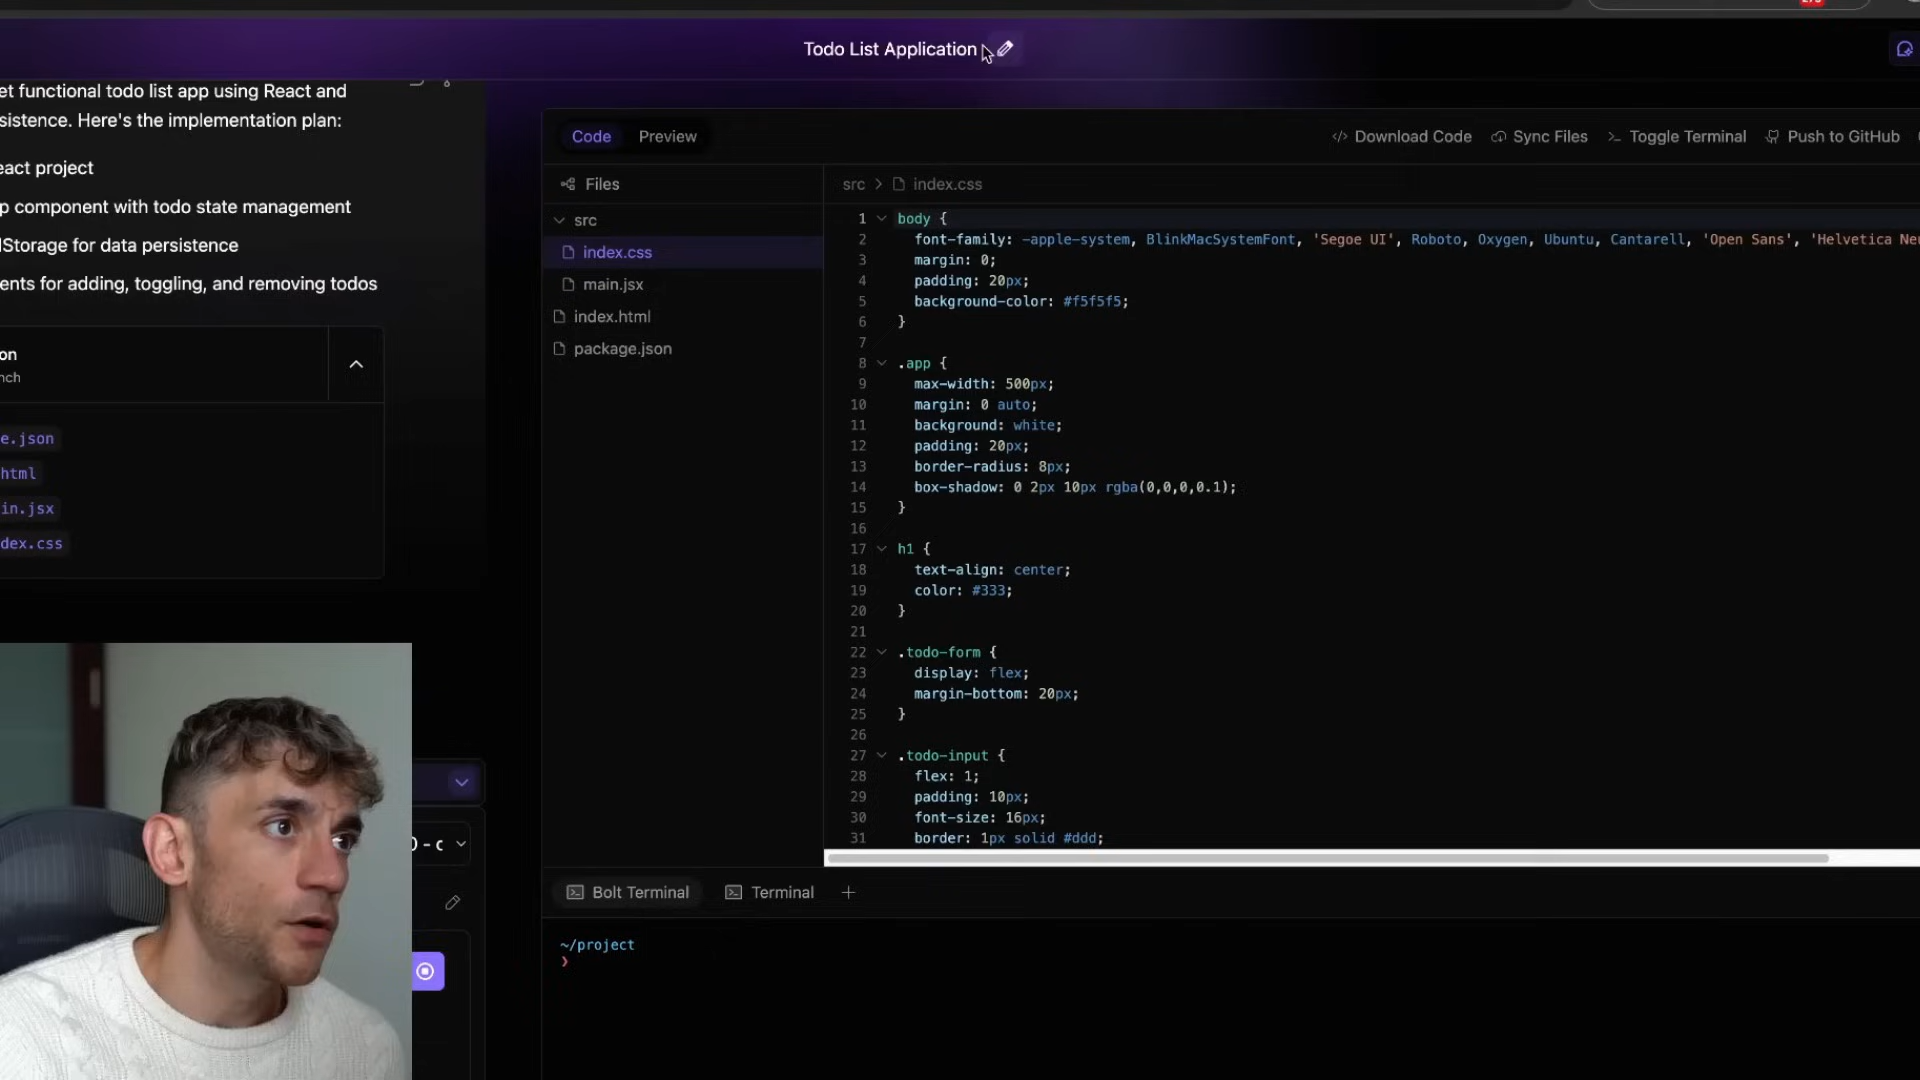 Todo List Application
et functional todo list app using React and
sistence. Here's the implementation plan:
eact project
p component with todo state management
lStorage for data persistence
ents for adding, toggling, and removing todos
on
nch
e.json
html
in.jsx
dex.css
- c
Code Preview
</> Download Code Sync Files >_ Toggle Terminal Push to GitHub
Files
src
index.css
main.jsx
index.html
package.json
src > index.css
1 body {
2 font-family: -apple-system, BlinkMacSystemFont, 'Segoe UI', Roboto, Oxygen, Ubuntu, Cantarell, 'Open Sans', 'Helvetica Neu
3 margin: 0;
4 padding: 20px;
5 background-color: #f5f5f5;
6 }
7
8 .app {
9 max-width: 500px;
10 margin: 0 auto;
11 background: white;
12 padding: 20px;
13 border-radius: 8px;
14 box-shadow: 0 2px 10px rgba(0,0,0,0.1);
15 }
16
17 h1 {
18 text-align: center;
19 color: #333;
20 }
21
22 .todo-form {
23 display: flex;
24 margin-bottom: 20px;
25 }
26
27 .todo-input {
28 flex: 1;
29 padding: 10px;
30 font-size: 16px;
31 border: 1px solid #ddd;
Bolt Terminal Terminal +
~/project
❯